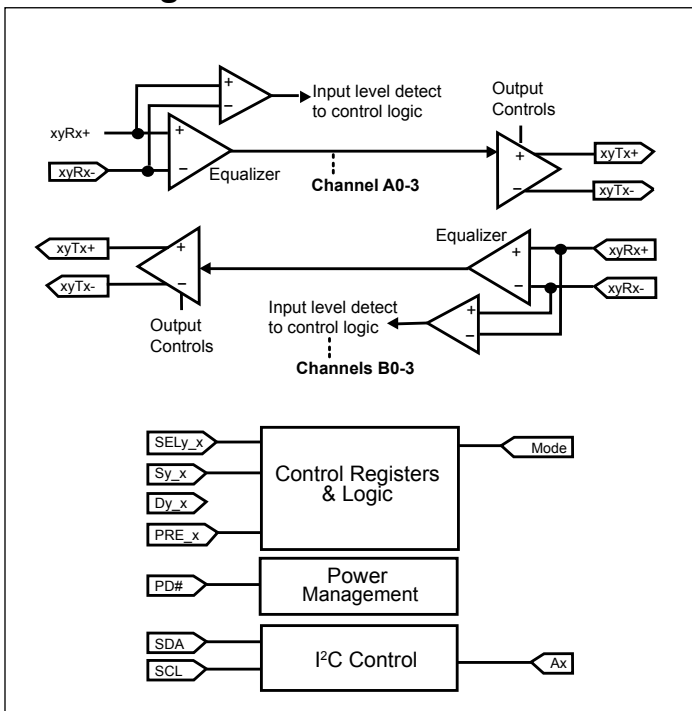 Input level detect
to control logic
Output
Controls
+
−
xyRx+
xyRx-
+
−
Equalizer
Channel A0-3
+
−
xyTx+
xyTx-
xyTx+
xyTx-
+
−
Output
Controls
Equalizer
+
−
xyRx+
xyRx-
Input level detect
to control logic
+
−
Channels B0-3
SELy_x
Sy_x
Dy_x
PRE_x
Control Registers
& Logic
Mode
PD#
Power
Management
SDA
SCL
I²C Control
Ax